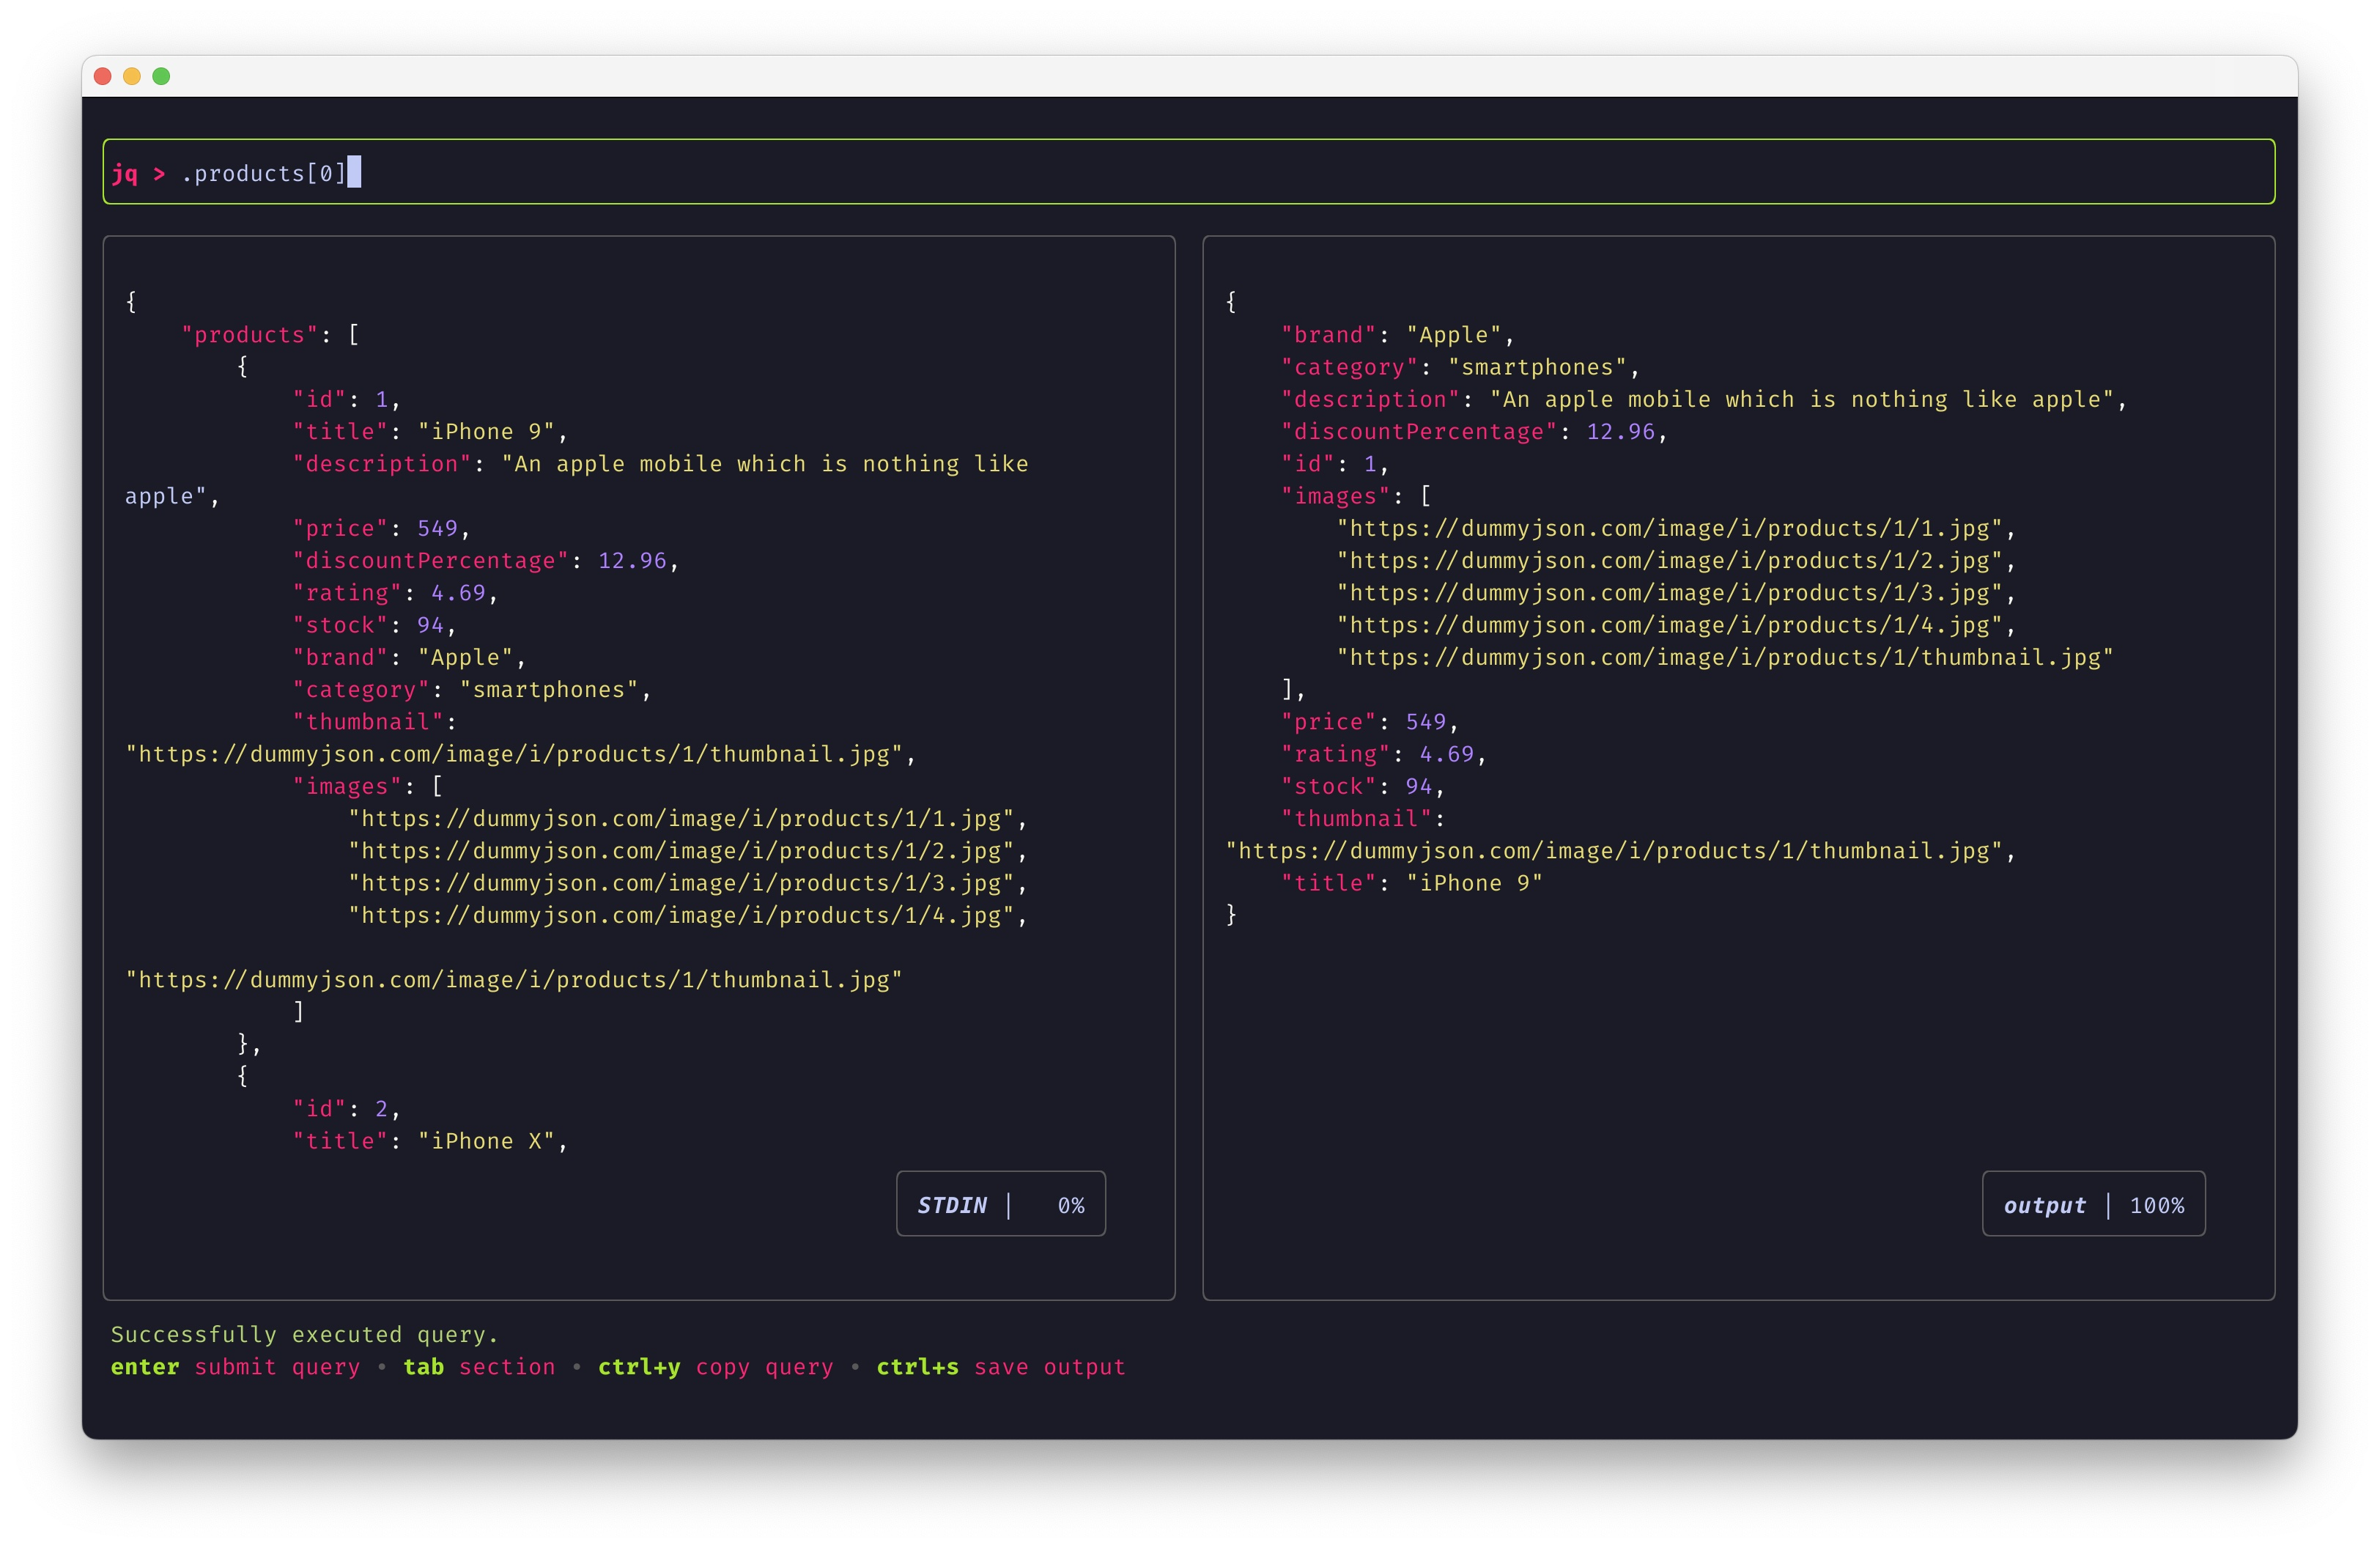 jq > .products[0]
{
    "products": [
        {
            "id": 1,
            "title": "iPhone 9",
            "description": "An apple mobile which is nothing like
apple",
            "price": 549,
            "discountPercentage": 12.96,
            "rating": 4.69,
            "stock": 94,
            "brand": "Apple",
            "category": "smartphones",
            "thumbnail":
"https://dummyjson.com/image/i/products/1/thumbnail.jpg",
            "images": [
                "https://dummyjson.com/image/i/products/1/1.jpg",
                "https://dummyjson.com/image/i/products/1/2.jpg",
                "https://dummyjson.com/image/i/products/1/3.jpg",
                "https://dummyjson.com/image/i/products/1/4.jpg",
"https://dummyjson.com/image/i/products/1/thumbnail.jpg"
            ]
        },
        {
            "id": 2,
            "title": "iPhone X",
STDIN | 0%
{
    "brand": "Apple",
    "category": "smartphones",
    "description": "An apple mobile which is nothing like apple",
    "discountPercentage": 12.96,
    "id": 1,
    "images": [
        "https://dummyjson.com/image/i/products/1/1.jpg",
        "https://dummyjson.com/image/i/products/1/2.jpg",
        "https://dummyjson.com/image/i/products/1/3.jpg",
        "https://dummyjson.com/image/i/products/1/4.jpg",
        "https://dummyjson.com/image/i/products/1/thumbnail.jpg"
    ],
    "price": 549,
    "rating": 4.69,
    "stock": 94,
    "thumbnail":
"https://dummyjson.com/image/i/products/1/thumbnail.jpg",
    "title": "iPhone 9"
}
output | 100%
Successfully executed query.
enter submit query • tab section • ctrl+y copy query • ctrl+s save output